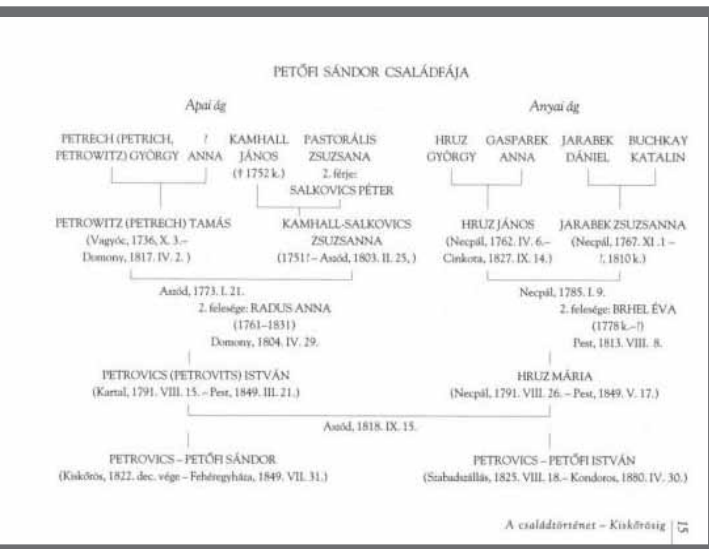 PETŐFI SÁNDOR CSALÁDFÁJA
Apai ág
Anyai ág
PETRECH (PETRICH, ? KAMHALL PASTORÁLIS HRUZ GASPAREK JARABEK BUCHKAY
PETROWITZ) GYÖRGY ANNA JÁNOS ZSUZSANA GYÖRGY ANNA DÁNIEL KATALIN
(† 1752 k.) 2. férje:
SALKOVICS PÉTER
PETROWITZ (PETRECH) TAMÁS KAMHALL-SALKOVICS HRUZ JÁNOS JARABEK ZSUZSANNA
(Vagyóc, 1736, X. 3.– ZSUZSANNA (Necpál, 1762. IV. 6.– (Necpál, 1767. XI .1 –
Domony, 1817. IV. 2. ) (1751? – Aszód, 1803. II. 25, ) Cinkota, 1827. IX. 14.) ?, 1810 k.)
Aszód, 1773. I. 21. Necpál, 1785. I. 9.
2. felesége: RADUS ANNA 2. felesége: BRHEL ÉVA
(1761–1831) (1778 k.–?)
Domony, 1804. IV. 29. Pest, 1813. VIII. 8.
PETROVICS (PETROVITS) ISTVÁN HRUZ MÁRIA
(Kartal, 1791. VIII. 15. – Pest, 1849. III. 21.) (Necpál, 1791. VIII. 26. – Pest, 1849. V. 17.)
Aszód, 1818. IX. 15.
PETROVICS – PETŐFI SÁNDOR PETROVICS – PETŐFI ISTVÁN
(Kiskőrös, 1822. dec. vége – Fehéregyháza, 1849. VII. 31.) (Szabadszállás, 1825. VIII. 18.– Kondoros, 1880. IV. 30.)
A családtörténet – Kiskőrösig 15